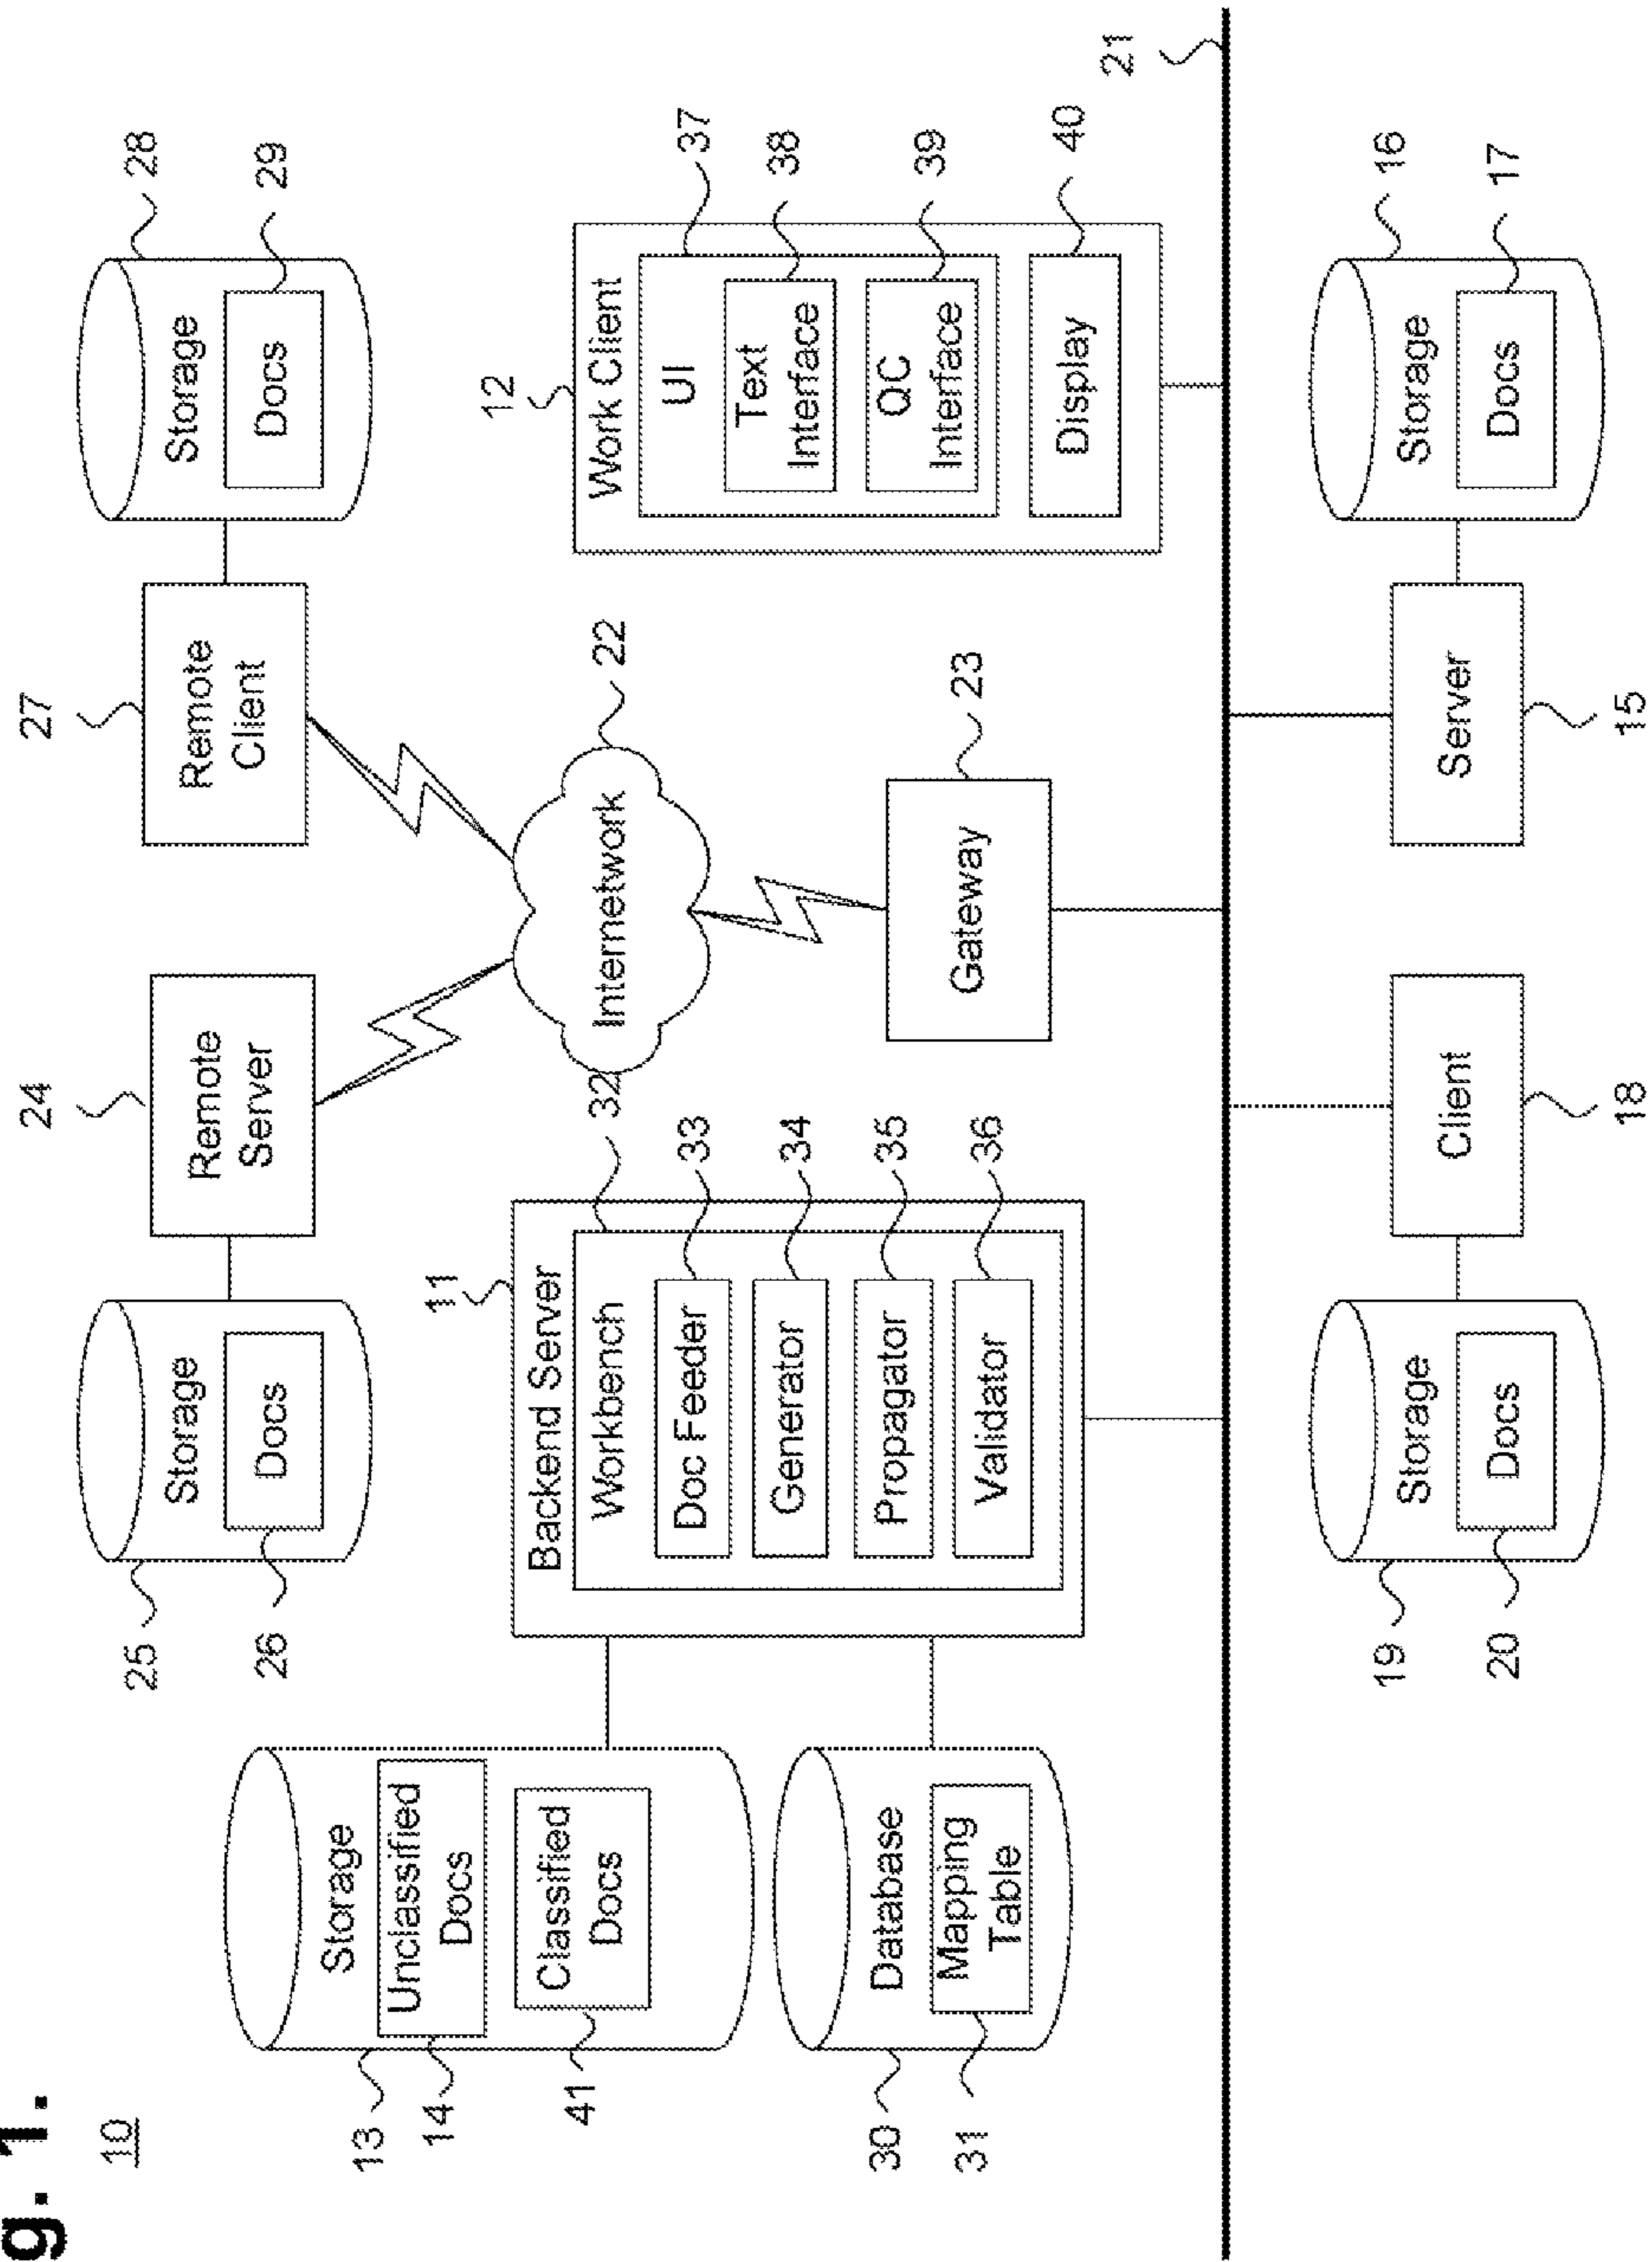 g. 1.
10
24
27
Remote
Server
Remote
Client
25
Storage
Docs
26
28
Storage
Docs
29
13
Storage
Unclassified
Docs
14
Classified
Docs
41
11
Backend Server
32
Workbench
Doc Feeder
33
Generator
34
Propagator
35
Validator
36
Internetwork
22
Gateway
23
12
Work Client
UI
37
Text
Interface
38
QC
Interface
39
Display
40
Database
30
Mapping
Table
31
21
19
Storage
Docs
20
Client
18
Server
15
16
Storage
Docs
17